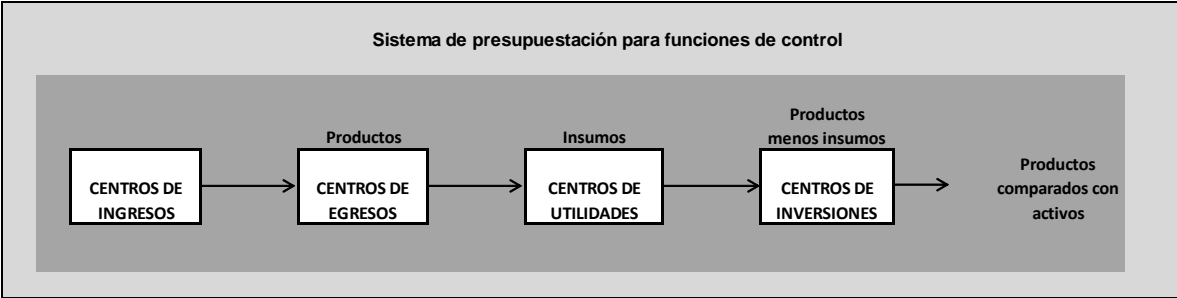 Sistema de presupuestación para funciones de control
Productos
Insumos
Productos
menos insumos
CENTROS DE
INGRESOS
CENTROS DE
EGRESOS
CENTROS DE
UTILIDADES
CENTROS DE
INVERSIONES
Productos
comparados con
activos